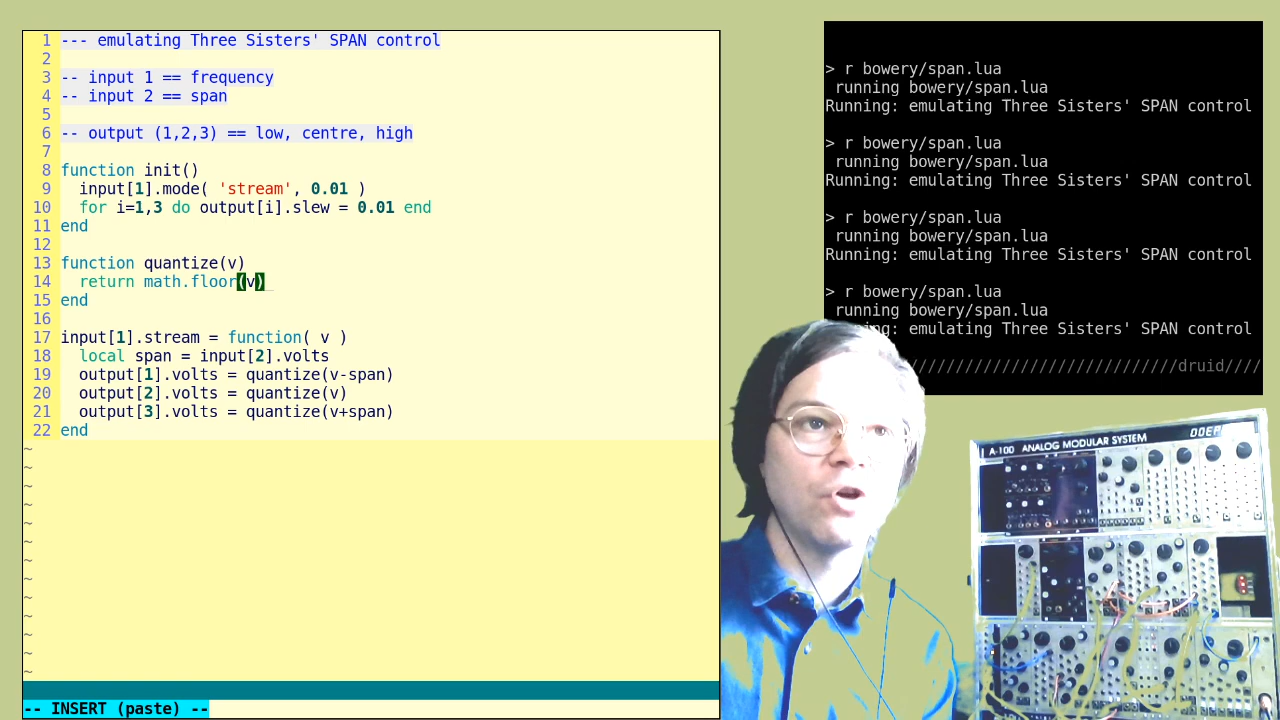 1 --- emulating Three Sisters' SPAN control
2
3 -- input 1 == frequency
4 -- input 2 == span
5
6 -- output (1,2,3) == low, centre, high
7
8 function init()
9   input[1].mode( 'stream', 0.01 )
10   for i=1,3 do output[i].slew = 0.01 end
11 end
12
13 function quantize(v)
14   return math.floor(v)
15 end
16
17 input[1].stream = function( v )
18   local span = input[2].volts
19   output[1].volts = quantize(v-span)
20   output[2].volts = quantize(v)
21   output[3].volts = quantize(v+span)
22 end
~
~
~
~
~
~
~
~
~
~
~
~
~
-- INSERT (paste) --
> r bowery/span.lua
running bowery/span.lua
Running: emulating Three Sisters' SPAN control
> r bowery/span.lua
running bowery/span.lua
Running: emulating Three Sisters' SPAN control
> r bowery/span.lua
running bowery/span.lua
Running: emulating Three Sisters' SPAN control
> r bowery/span.lua
running bowery/span.lua
ng: emulating Three Sisters' SPAN control
/////////////////////////////druid////
A-100 ANALOG MODULAR SYSTEM